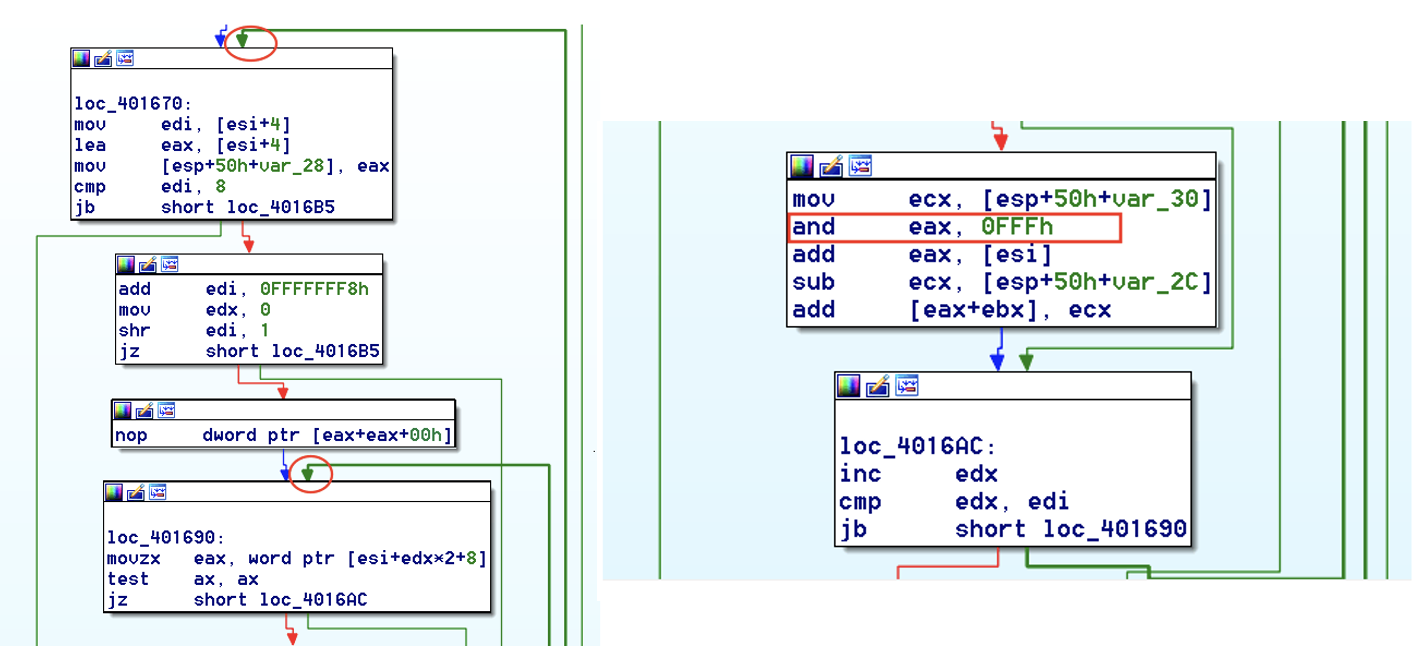 loc_401670:
mov edi, [esi+4]
lea eax, [esi+4]
mov [esp+50h+var_28], eax
cmp edi, 8
jb short loc_4016B5
add edi, 0FFFFFFF8h
mov edx, 0
shr edi, 1
jz short loc_4016B5
nop dword ptr [eax+eax+00h]
loc_401690:
movzx eax, word ptr [esi+edx*2+8]
test ax, ax
jz short loc_4016AC
mov ecx, [esp+50h+var_30]
and eax, 0FFFh
add eax, [esi]
sub ecx, [esp+50h+var_2C]
add [eax+ebx], ecx
loc_4016AC:
inc edx
cmp edx, edi
jb short loc_401690